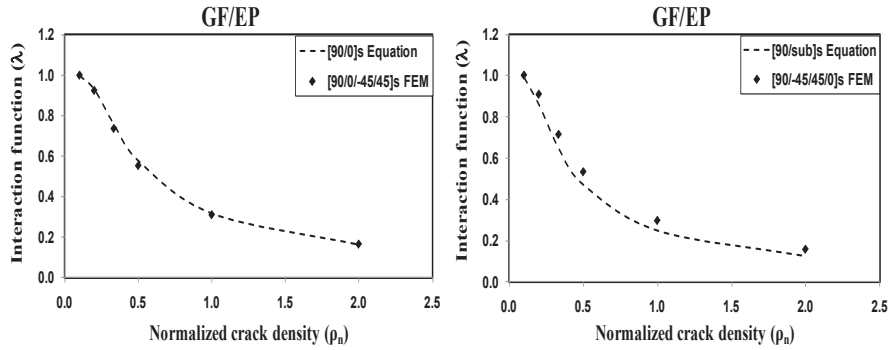 GF/EP
1.2
1.0
0.8
0.6
0.4
0.2
0.0
Interaction function (λ)
[90/0]s Equation
[90/0/-45/45]s FEM
0.0 0.5 1.0 1.5 2.0 2.5
Normalized crack density (ρn)
GF/EP
1.2
1.0
0.8
0.6
0.4
0.2
0.0
Interaction function (λ)
[90/sub]s Equation
[90/-45/45/0]s FEM
0.0 0.5 1.0 1.5 2.0 2.5
Normalized crack density (ρn)